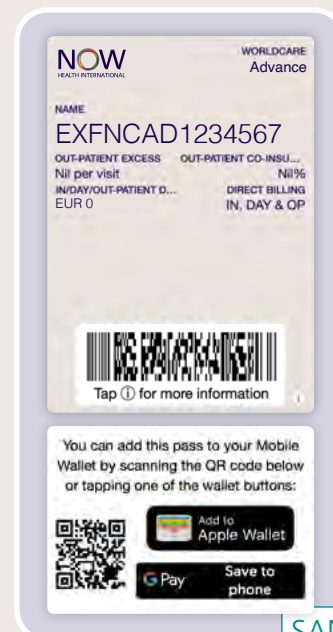 NOW
HEALTH INTERNATIONAL
WORLDCARE
Advance
NAME
EXFNCAD1234567
OUT-PATIENT EXCESS OUT-PATIENT CO-INSU...
Nil per visit Nil%
IN/DAY/OUT-PATIENT D... DIRECT BILLING
EUR 0 IN, DAY & OP
Tap ⓘ for more information
You can add this pass to your Mobile
Wallet by scanning the QR code below
or tapping one of the wallet buttons:
Add to
Apple Wallet
G Pay Save to
phone
SAN